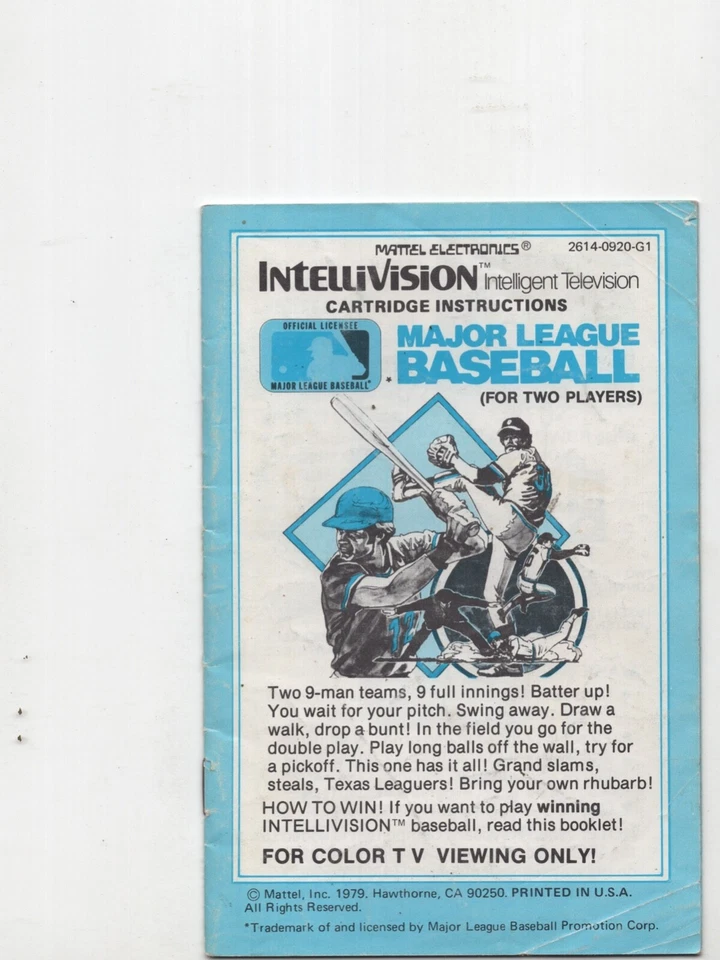 MATTEL ELECTRONICS® 2614-0920-G1
INTELLIVISION™ Intelligent Television
CARTRIDGE INSTRUCTIONS
OFFICIAL LICENSEE
MAJOR LEAGUE BASEBALL*
MAJOR LEAGUE
BASEBALL
(FOR TWO PLAYERS)
Two 9-man teams, 9 full innings! Batter up!
You wait for your pitch. Swing away. Draw a
walk, drop a bunt! In the field you go for the
double play. Play long balls off the wall, try for
a pickoff. This one has it all! Grand slams,
steals, Texas Leaguers! Bring your own rhubarb!
HOW TO WIN! If you want to play winning
INTELLIVISION™ baseball, read this booklet!
FOR COLOR T V VIEWING ONLY!
© Mattel, Inc. 1979. Hawthorne, CA 90250. PRINTED IN U.S.A.
All Rights Reserved.
*Trademark of and licensed by Major League Baseball Promotion Corp.